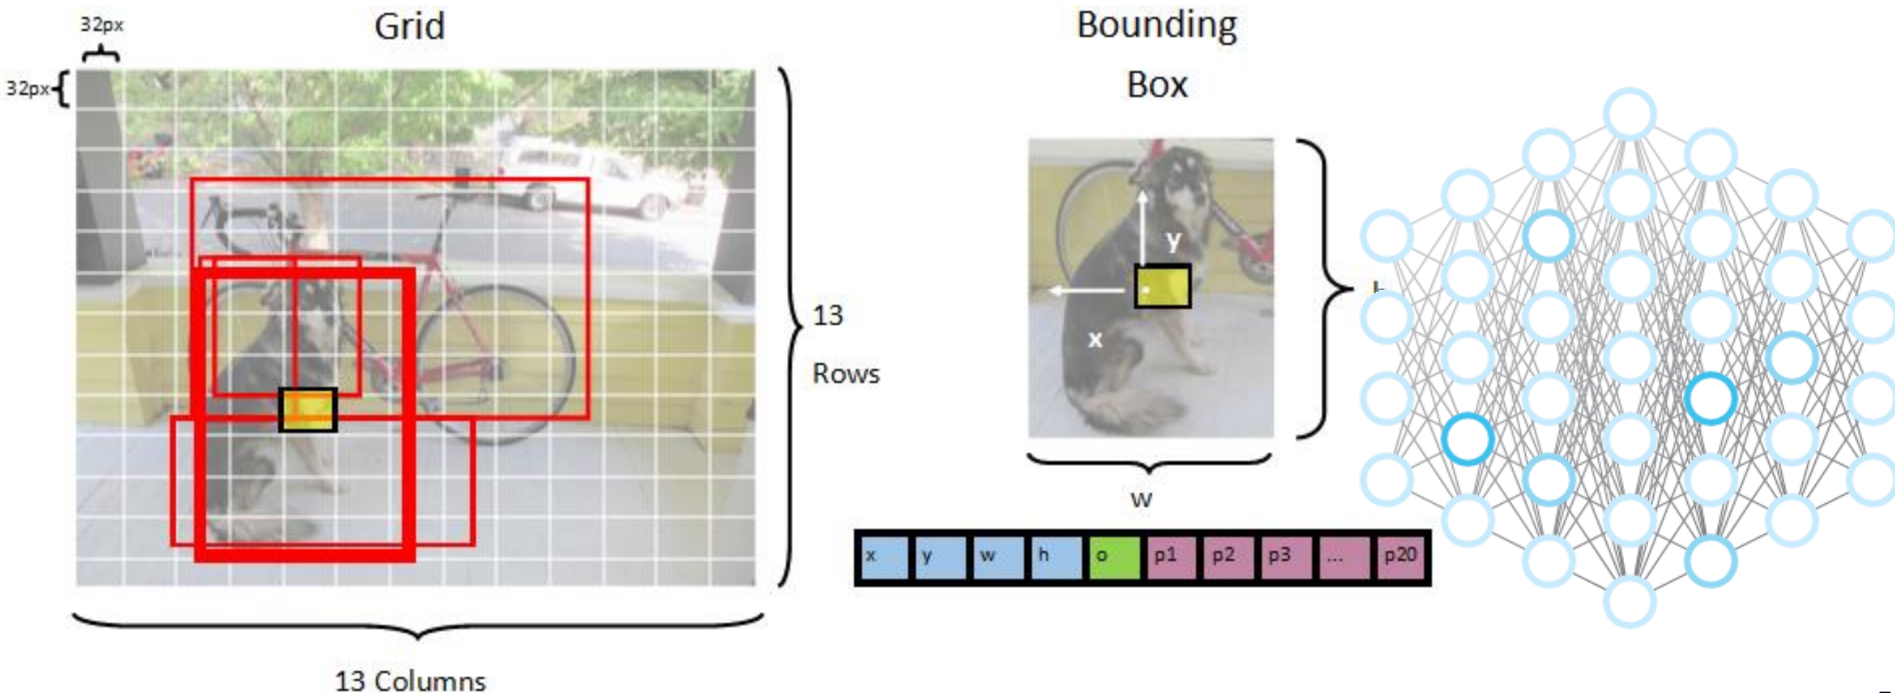 32px
Grid
32px
13
Rows
13 Columns
Bounding
Box
y
x
w
x y w h o p1 p2 p3 ... p20